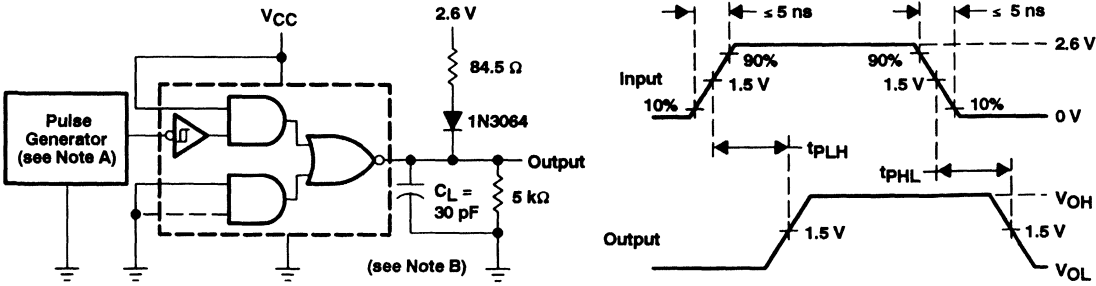 VCC
2.6 V
84.5 Ω
1N3064
Pulse
Generator
(see Note A)
Output
CL =
30 pF
5 kΩ
(see Note B)
≤ 5 ns
≤ 5 ns
2.6 V
90%
90%
Input
1.5 V
1.5 V
10%
10%
0 V
tPLH
tPHL
VOH
1.5 V
1.5 V
Output
VOL